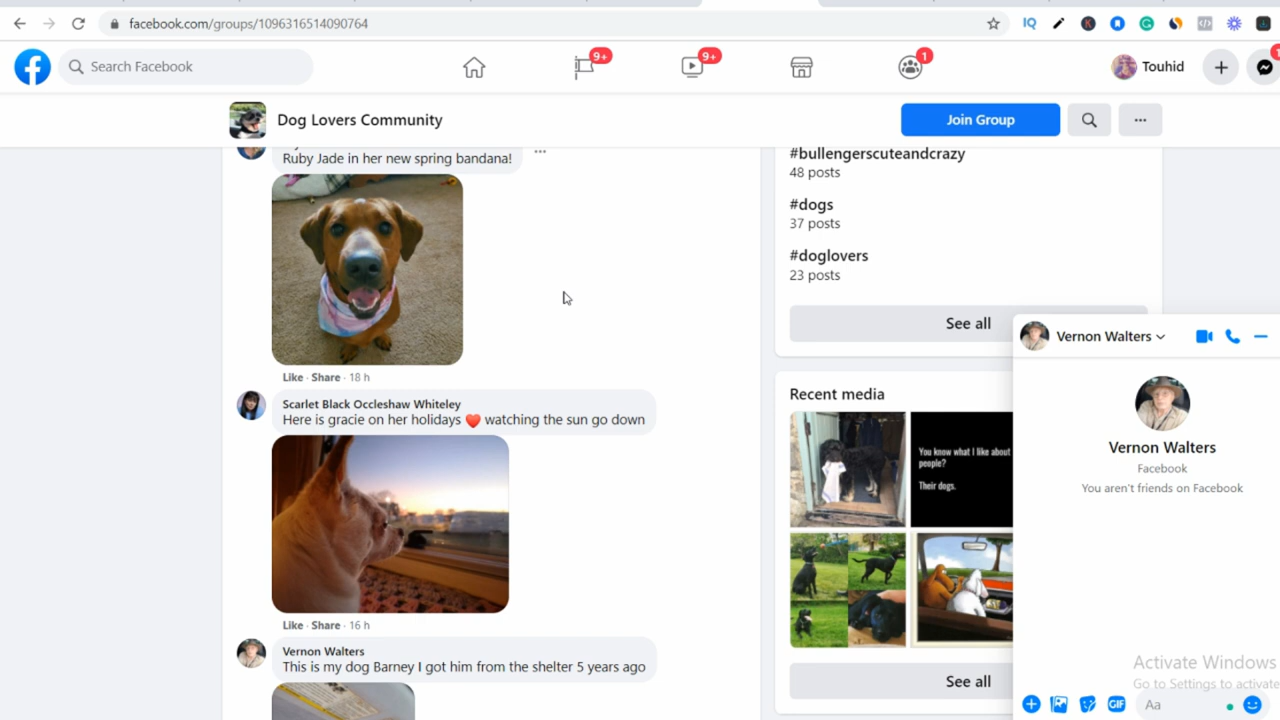 facebook.com/groups/1096316514090764
IQ
Search Facebook
9+
9+
1
Touhid
1
Dog Lovers Community
Join Group
Ruby Jade in her new spring bandana!
Like · Share · 18 h
Scarlet Black Occleshaw Whiteley
Here is gracie on her holidays ❤️ watching the sun go down
Like · Share · 16 h
Vernon Walters
This is my dog Barney I got him from the shelter 5 years ago
#bullengerscuteandcrazy
48 posts
#dogs
37 posts
#doglovers
23 posts
See all
Recent media
You know what I like about
people?
Their dogs.
See all
Vernon Walters
Vernon Walters
Facebook
You aren't friends on Facebook
Activate Windows
Go to Settings to activate
GIF
Aa